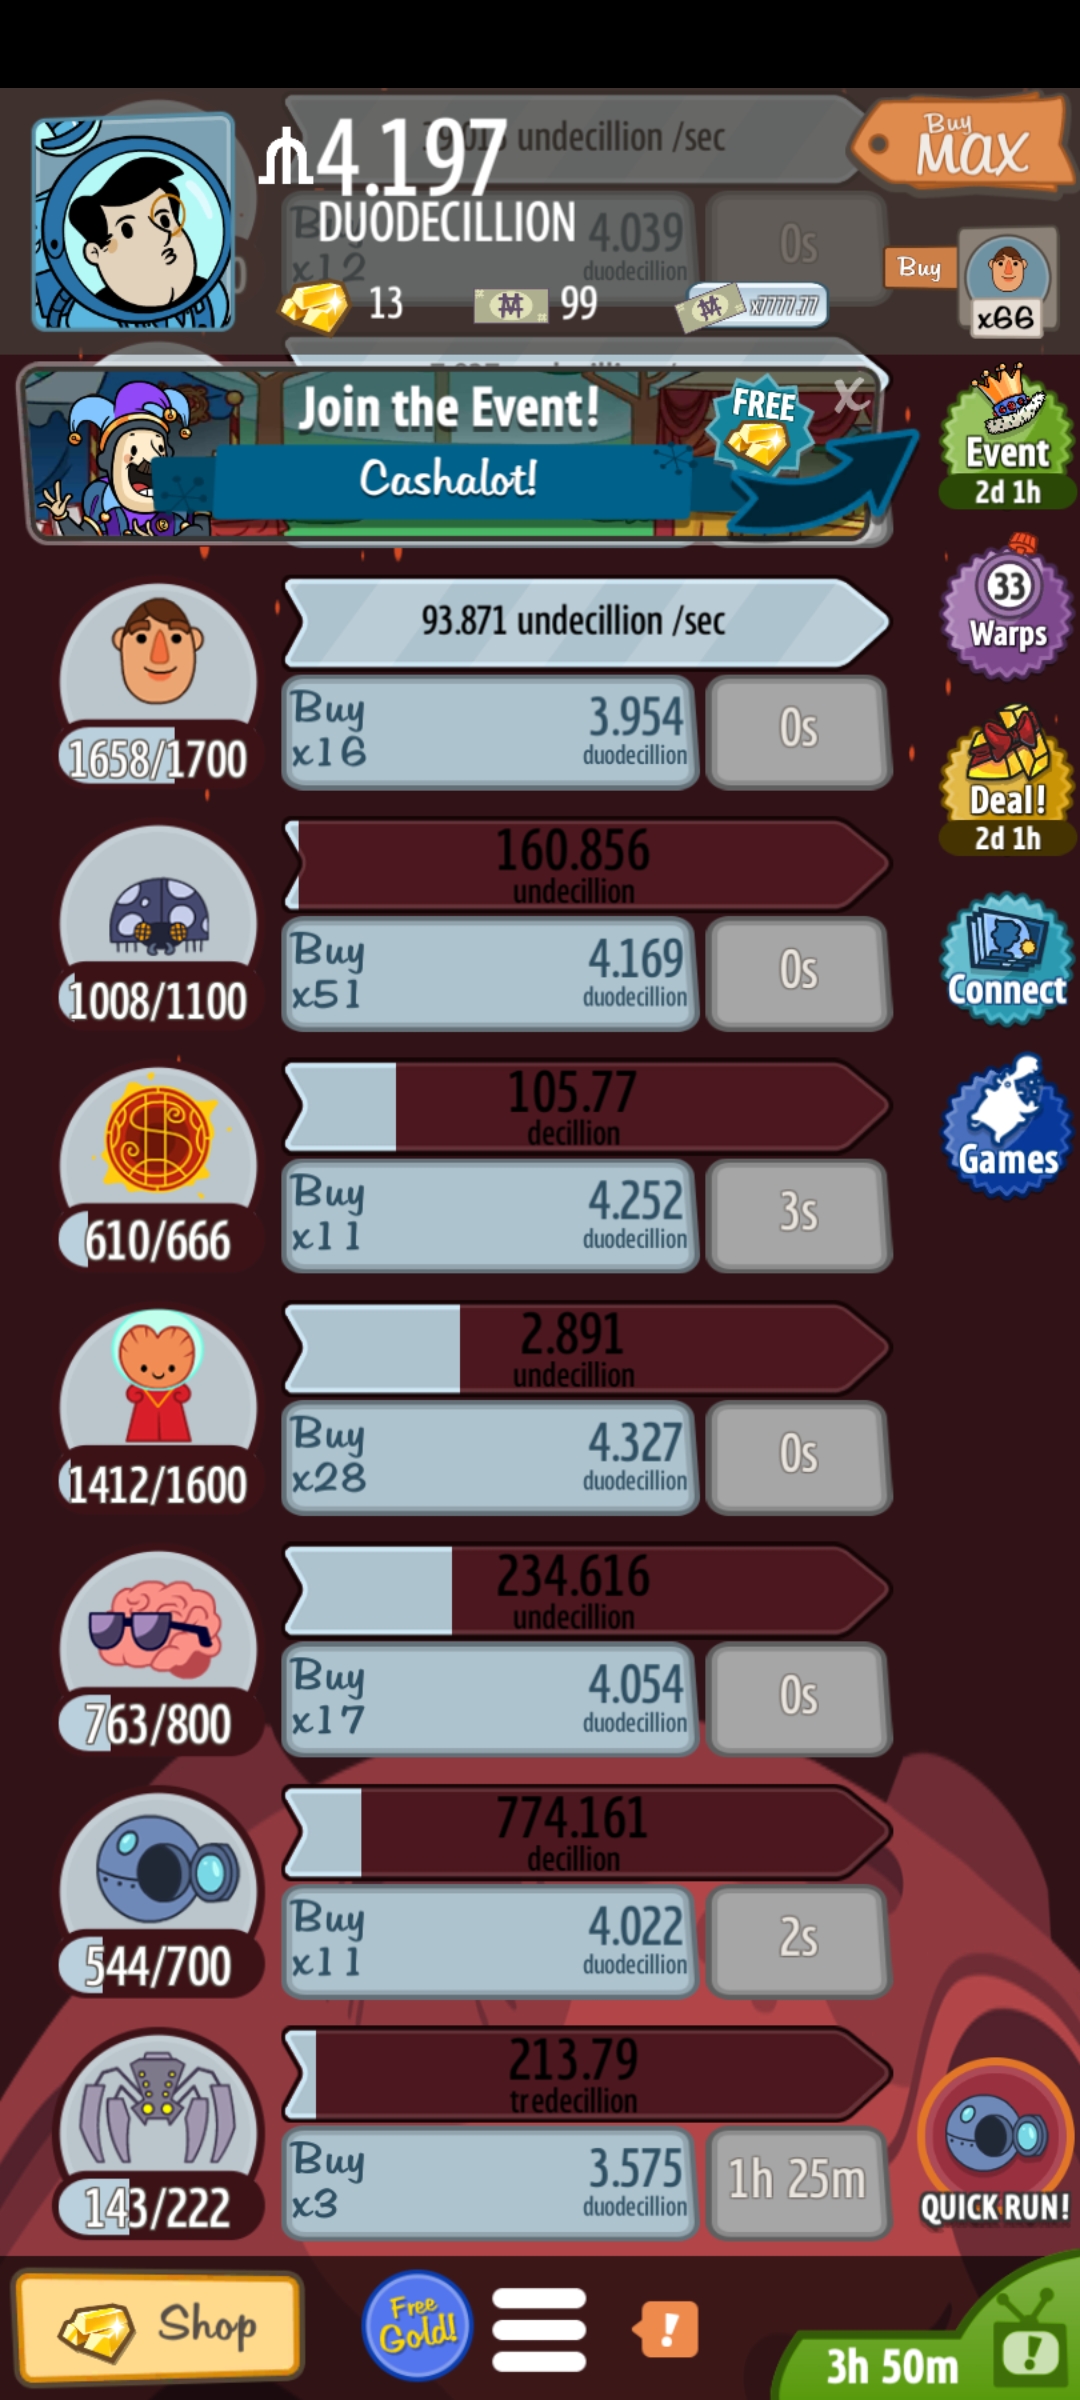 4.197
undecillion /sec
Buy
MAX
DUODECILLION
Buy
x12
4.039
duodecillion
0s
13
99
x7777.77
Buy
x66
Join the Event!
FREE
X
Cashalot!
Event
2d 1h
93.871 undecillion /sec
33
Warps
1658/1700
Buy
x16
3.954
duodecillion
0s
Deal!
2d 1h
160.856
undecillion
1008/1100
Buy
x51
4.169
duodecillion
0s
Connect
105.77
decillion
610/666
Buy
x11
4.252
duodecillion
3s
Games
2.891
undecillion
1412/1600
Buy
x28
4.327
duodecillion
0s
234.616
undecillion
763/800
Buy
x17
4.054
duodecillion
0s
774.161
decillion
544/700
Buy
x11
4.022
duodecillion
2s
213.79
tredecillion
143/222
Buy
x3
3.575
duodecillion
1h 25m
QUICK RUN!
Shop
Free
Gold!
!
3h 50m
!